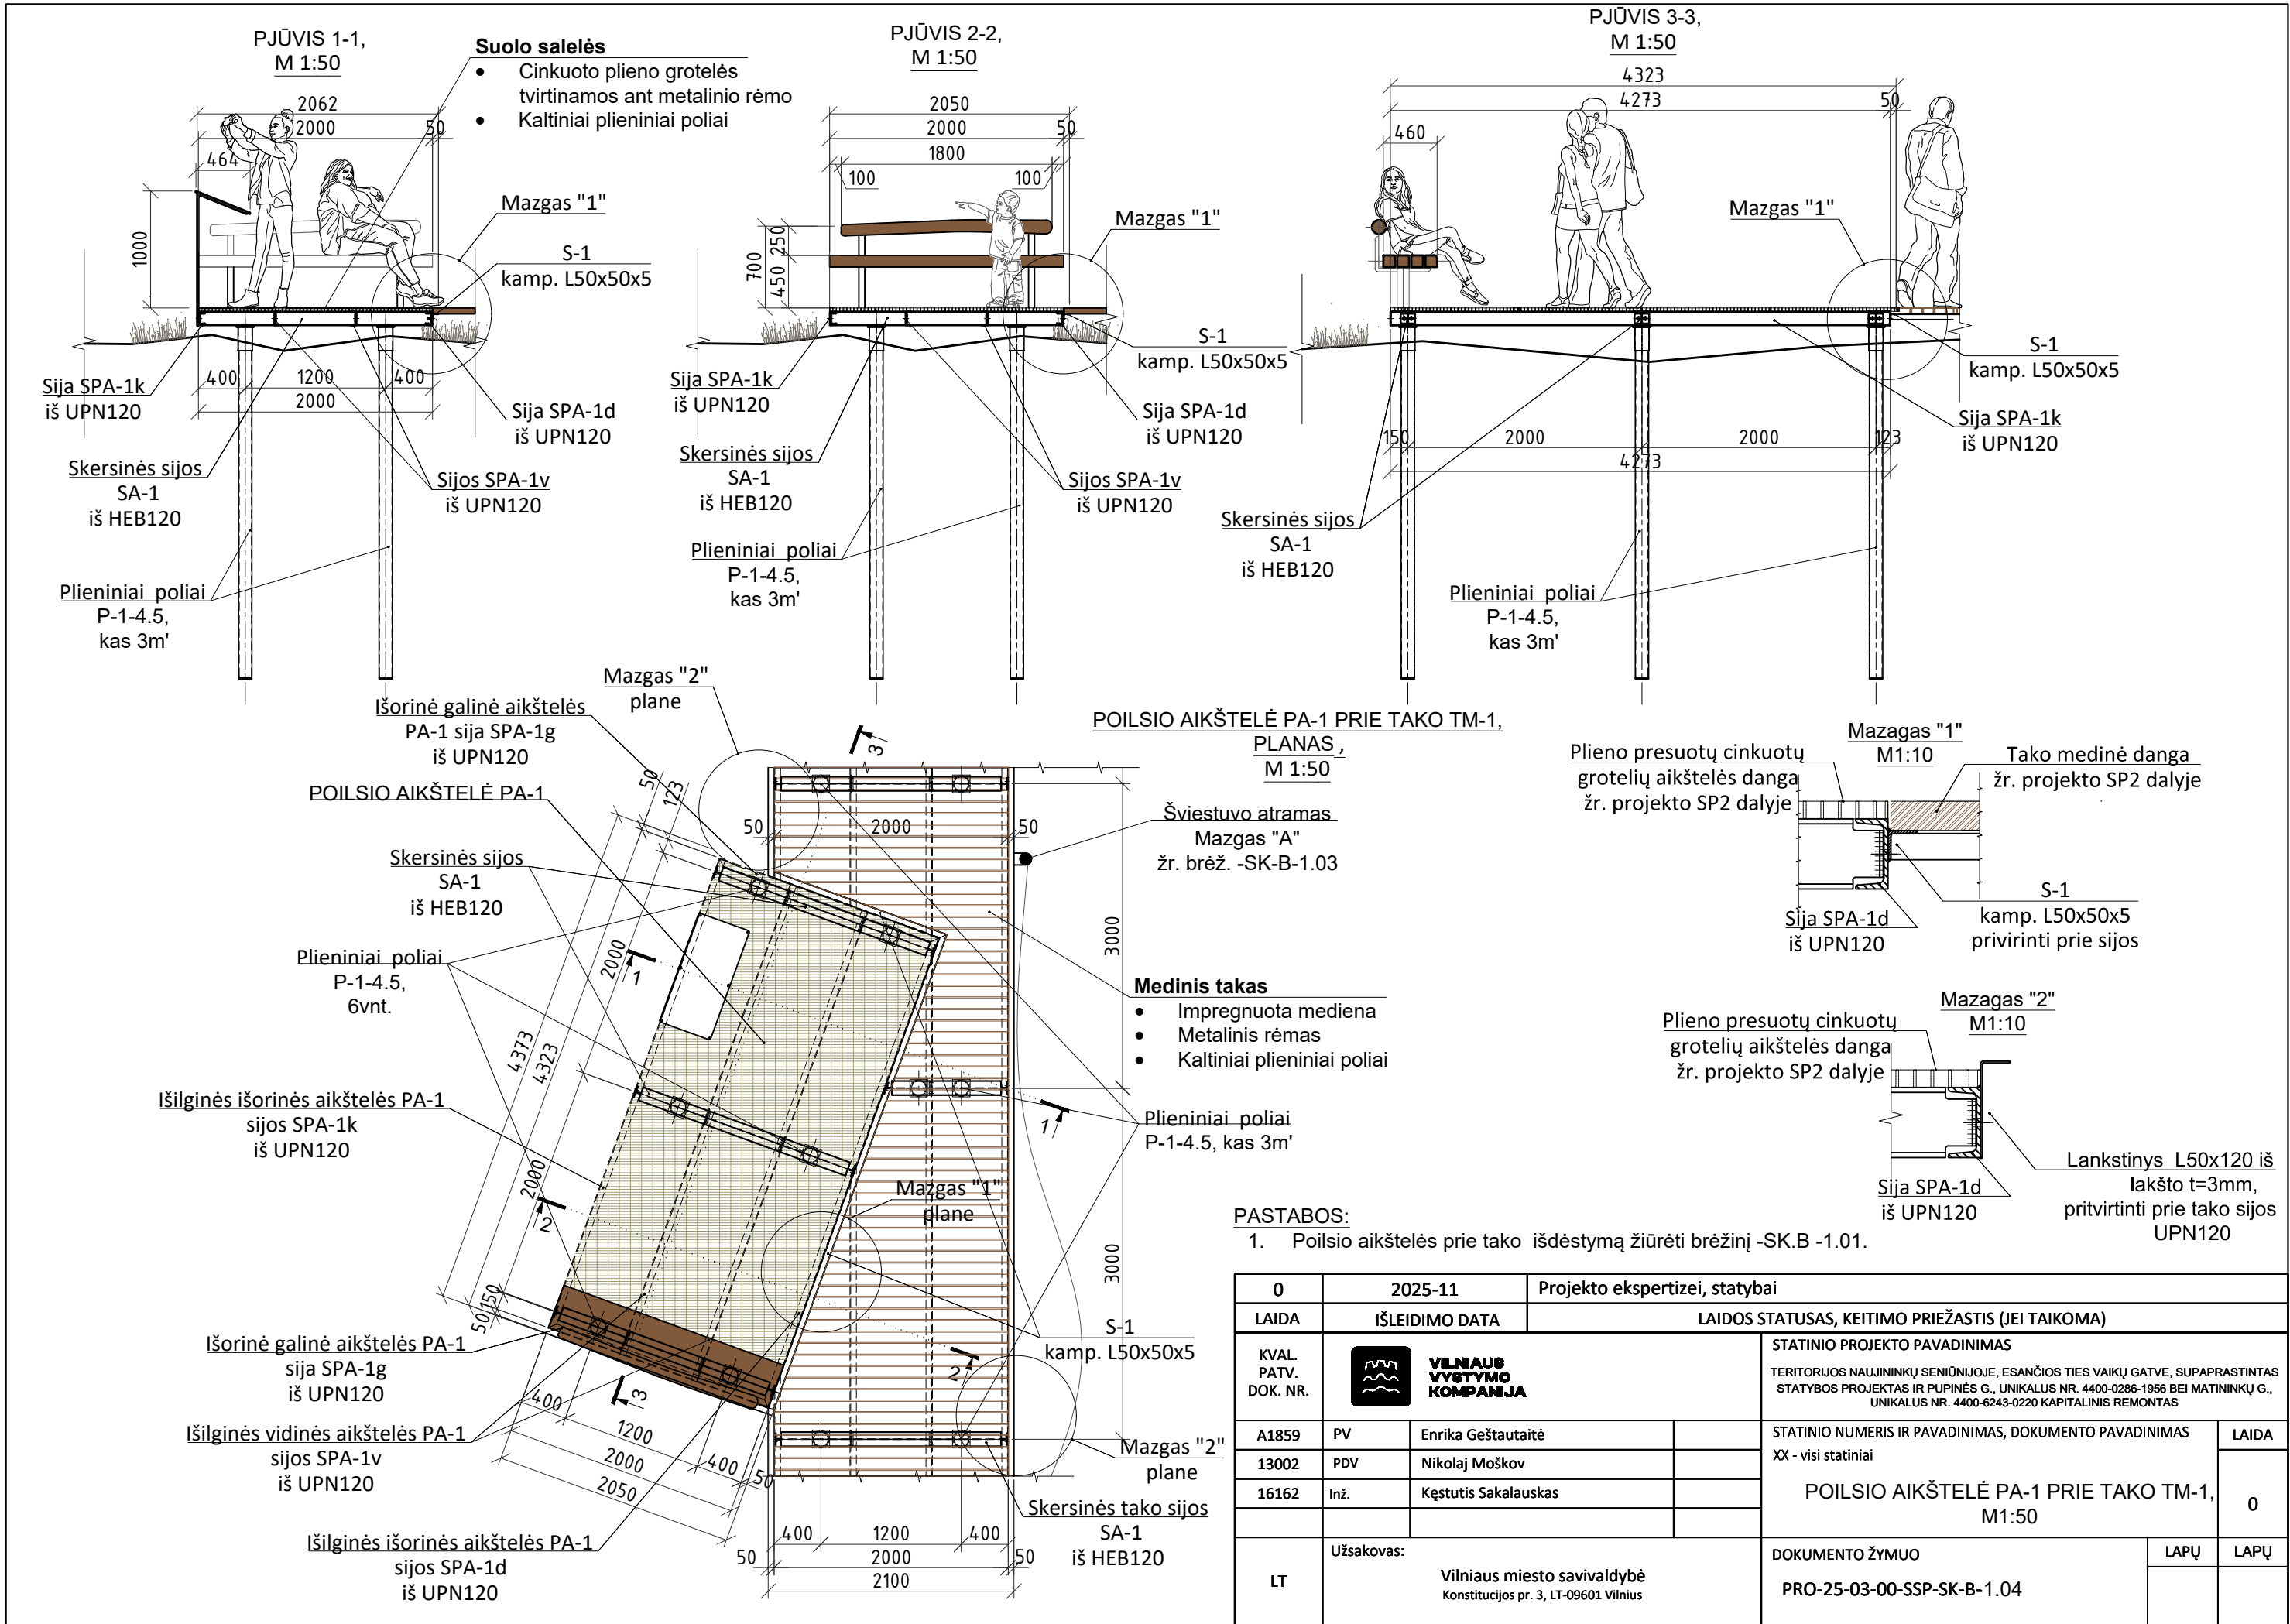 PJŪVIS 1-1,
M 1:50
Suolo salelės
• Cinkuoto plieno grotelės
tvirtinamos ant metalinio rėmo
• Kaltiniai plieniniai poliai
2062
2000
50
464
1000
Mazgas "1"
S-1
kamp. L50x50x5
400
1200
400
2000
Sija SPA-1k
iš UPN120
Sija SPA-1d
iš UPN120
Skersinės sijos
SA-1
iš HEB120
Sijos SPA-1v
iš UPN120
Plieniniai poliai
P-1-4.5,
kas 3m'
PJŪVIS 2-2,
M 1:50
2050
2000
50
1800
100
100
700
450
250
Mazgas "1"
S-1
kamp. L50x50x5
Sija SPA-1k
iš UPN120
Sija SPA-1d
iš UPN120
Skersinės sijos
SA-1
iš HEB120
Sijos SPA-1v
iš UPN120
Plieniniai poliai
P-1-4.5,
kas 3m'
PJŪVIS 3-3,
M 1:50
4323
4273
50
460
Mazgas "1"
S-1
kamp. L50x50x5
Sija SPA-1k
iš UPN120
150
2000
2000
123
4273
Skersinės sijos
SA-1
iš HEB120
Plieniniai poliai
P-1-4.5,
kas 3m'
Mazgas "2"
plane
Išorinė galinė aikštelės
PA-1 sija SPA-1g
iš UPN120
POILSIO AIKŠTELĖ PA-1
Skersinės sijos
SA-1
iš HEB120
Plieniniai poliai
P-1-4.5,
6vnt.
Išilginės išorinės aikštelės PA-1
sijos SPA-1k
iš UPN120
Išorinė galinė aikštelės PA-1
sija SPA-1g
iš UPN120
Išilginės vidinės aikštelės PA-1
sijos SPA-1v
iš UPN120
Išilginės išorinės aikštelės PA-1
sijos SPA-1d
iš UPN120
POILSIO AIKŠTELĖ PA-1 PRIE TAKO TM-1,
PLANAS,
M 1:50
3
50
123
50
2000
50
2000
1
4373
4323
2000
2
50
150
3
400
1200
2000
2050
400
50
3000
3000
1
2
Šviestuvo atramas
Mazgas "A"
žr. brėž. -SK-B-1.03
Medinis takas
• Impregnuota mediena
• Metalinis rėmas
• Kaltiniai plieniniai poliai
Plieniniai poliai
P-1-4.5, kas 3m'
Mazgas "1"
plane
S-1
kamp. L50x50x5
Mazgas "2"
plane
Skersinės tako sijos
SA-1
iš HEB120
400
1200
400
50
2000
50
2100
Mazagas "1"
M1:10
Plieno presuotų cinkuotų
grotelių aikštelės danga
žr. projekto SP2 dalyje
Tako medinė danga
žr. projekto SP2 dalyje
Sija SPA-1d
iš UPN120
S-1
kamp. L50x50x5
privirinti prie sijos
Mazagas "2"
M1:10
Plieno presuotų cinkuotų
grotelių aikštelės danga
žr. projekto SP2 dalyje
Sija SPA-1d
iš UPN120
Lankstinys L50x120 iš
lakšto t=3mm,
pritvirtinti prie tako sijos
UPN120
PASTABOS:
1. Poilsio aikštelės prie tako išdėstymą žiūrėti brėžinį -SK.B -1.01.
0 2025-11 Projekto ekspertizei, statybai
LAIDA IŠLEIDIMO DATA LAIDOS STATUSAS, KEITIMO PRIEŽASTIS (JEI TAIKOMA)
KVAL.
PATV.
DOK. NR.
VILNIAUS
VYSTYMO
KOMPANIJA
STATINIO PROJEKTO PAVADINIMAS
TERITORIJOS NAUJININKŲ SENIŪNIJOJE, ESANČIOS TIES VAIKŲ GATVE, SUPAPRASTINTAS
STATYBOS PROJEKTAS IR PUPINĖS G., UNIKALUS NR. 4400-0286-1956 BEI MATININKŲ G.,
UNIKALUS NR. 4400-6243-0220 KAPITALINIS REMONTAS
A1859 PV Enrika Geštautaitė
13002 PDV Nikolaj Moškov
16162 Inž. Kęstutis Sakalauskas
STATINIO NUMERIS IR PAVADINIMAS, DOKUMENTO PAVADINIMAS
XX - visi statiniai
POILSIO AIKŠTELĖ PA-1 PRIE TAKO TM-1,
M1:50
LAIDA
0
LT
Užsakovas:
Vilniaus miesto savivaldybė
Konstitucijos pr. 3, LT-09601 Vilnius
DOKUMENTO ŽYMUO
PRO-25-03-00-SSP-SK-B-1.04
LAPŲ
LAPŲ